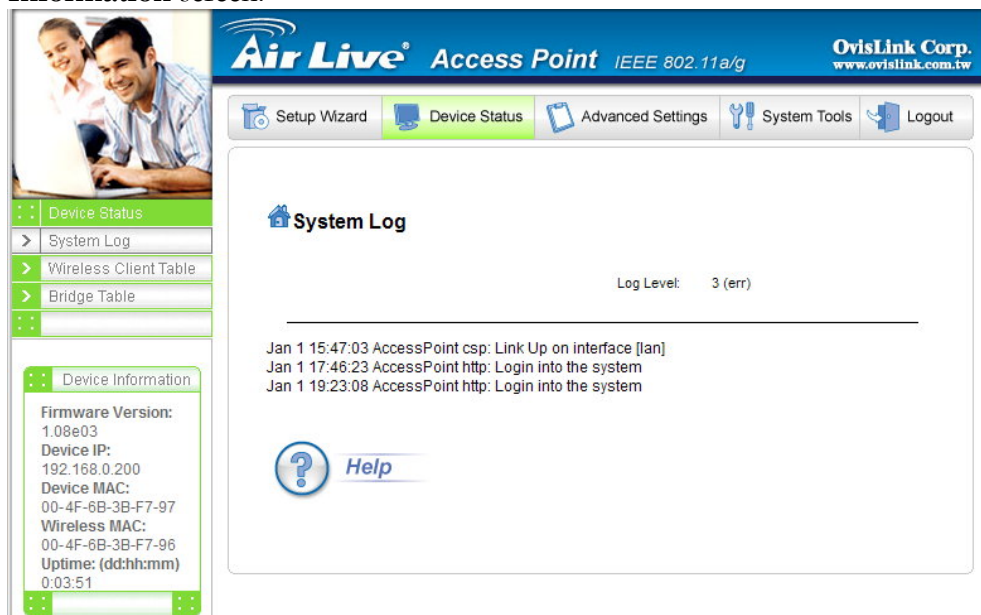 Information screen.
Air Live® Access Point IEEE 802.11a/g
OvisLink Corp.
www.ovislink.com.tw
Setup Wizard Device Status Advanced Settings System Tools Logout
Device Status
System Log
Wireless Client Table
Bridge Table
Device Information
Firmware Version:
1.08e03
Device IP:
192.168.0.200
Device MAC:
00-4F-6B-3B-F7-97
Wireless MAC:
00-4F-6B-3B-F7-96
Uptime: (dd:hh:mm)
0:03:51
System Log
Log Level: 3 (err)
Jan 1 15:47:03 AccessPoint csp: Link Up on interface [lan]
Jan 1 17:46:23 AccessPoint http: Login into the system
Jan 1 19:23:08 AccessPoint http: Login into the system
Help